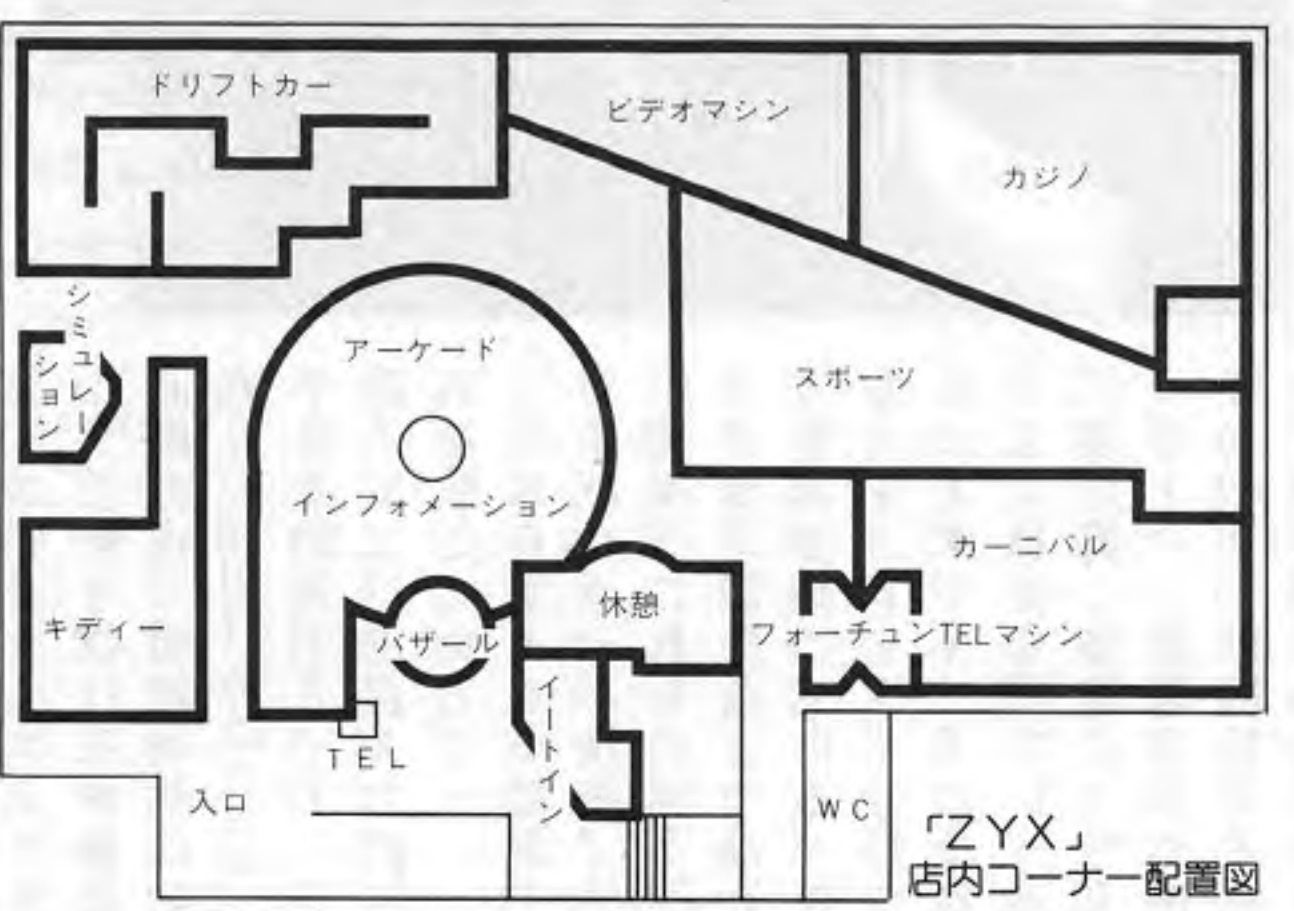 ドリフトカー
ビデオマシン
カジノ
シミュレー
ション
アーケード
スポーツ
インフォメーション
カーニバル
休憩
キディー
バザール
フォーチュンTELマシン
イートイン
TEL
入口
WC
「ZYX」
店内コーナー配置図